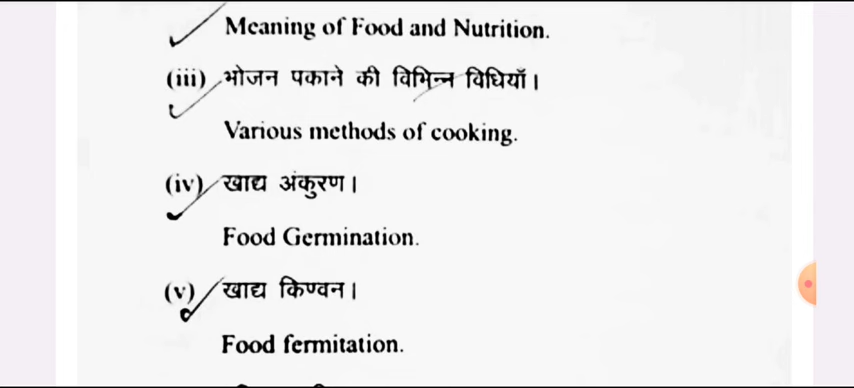 Meaning of Food and Nutrition.
(iii) भोजन पकाने की विभिन्न विधियाँ।
Various methods of cooking.
(iv) खाद्य अंकुरण।
Food Germination.
(v) खाद्य किण्वन।
Food fermitation.